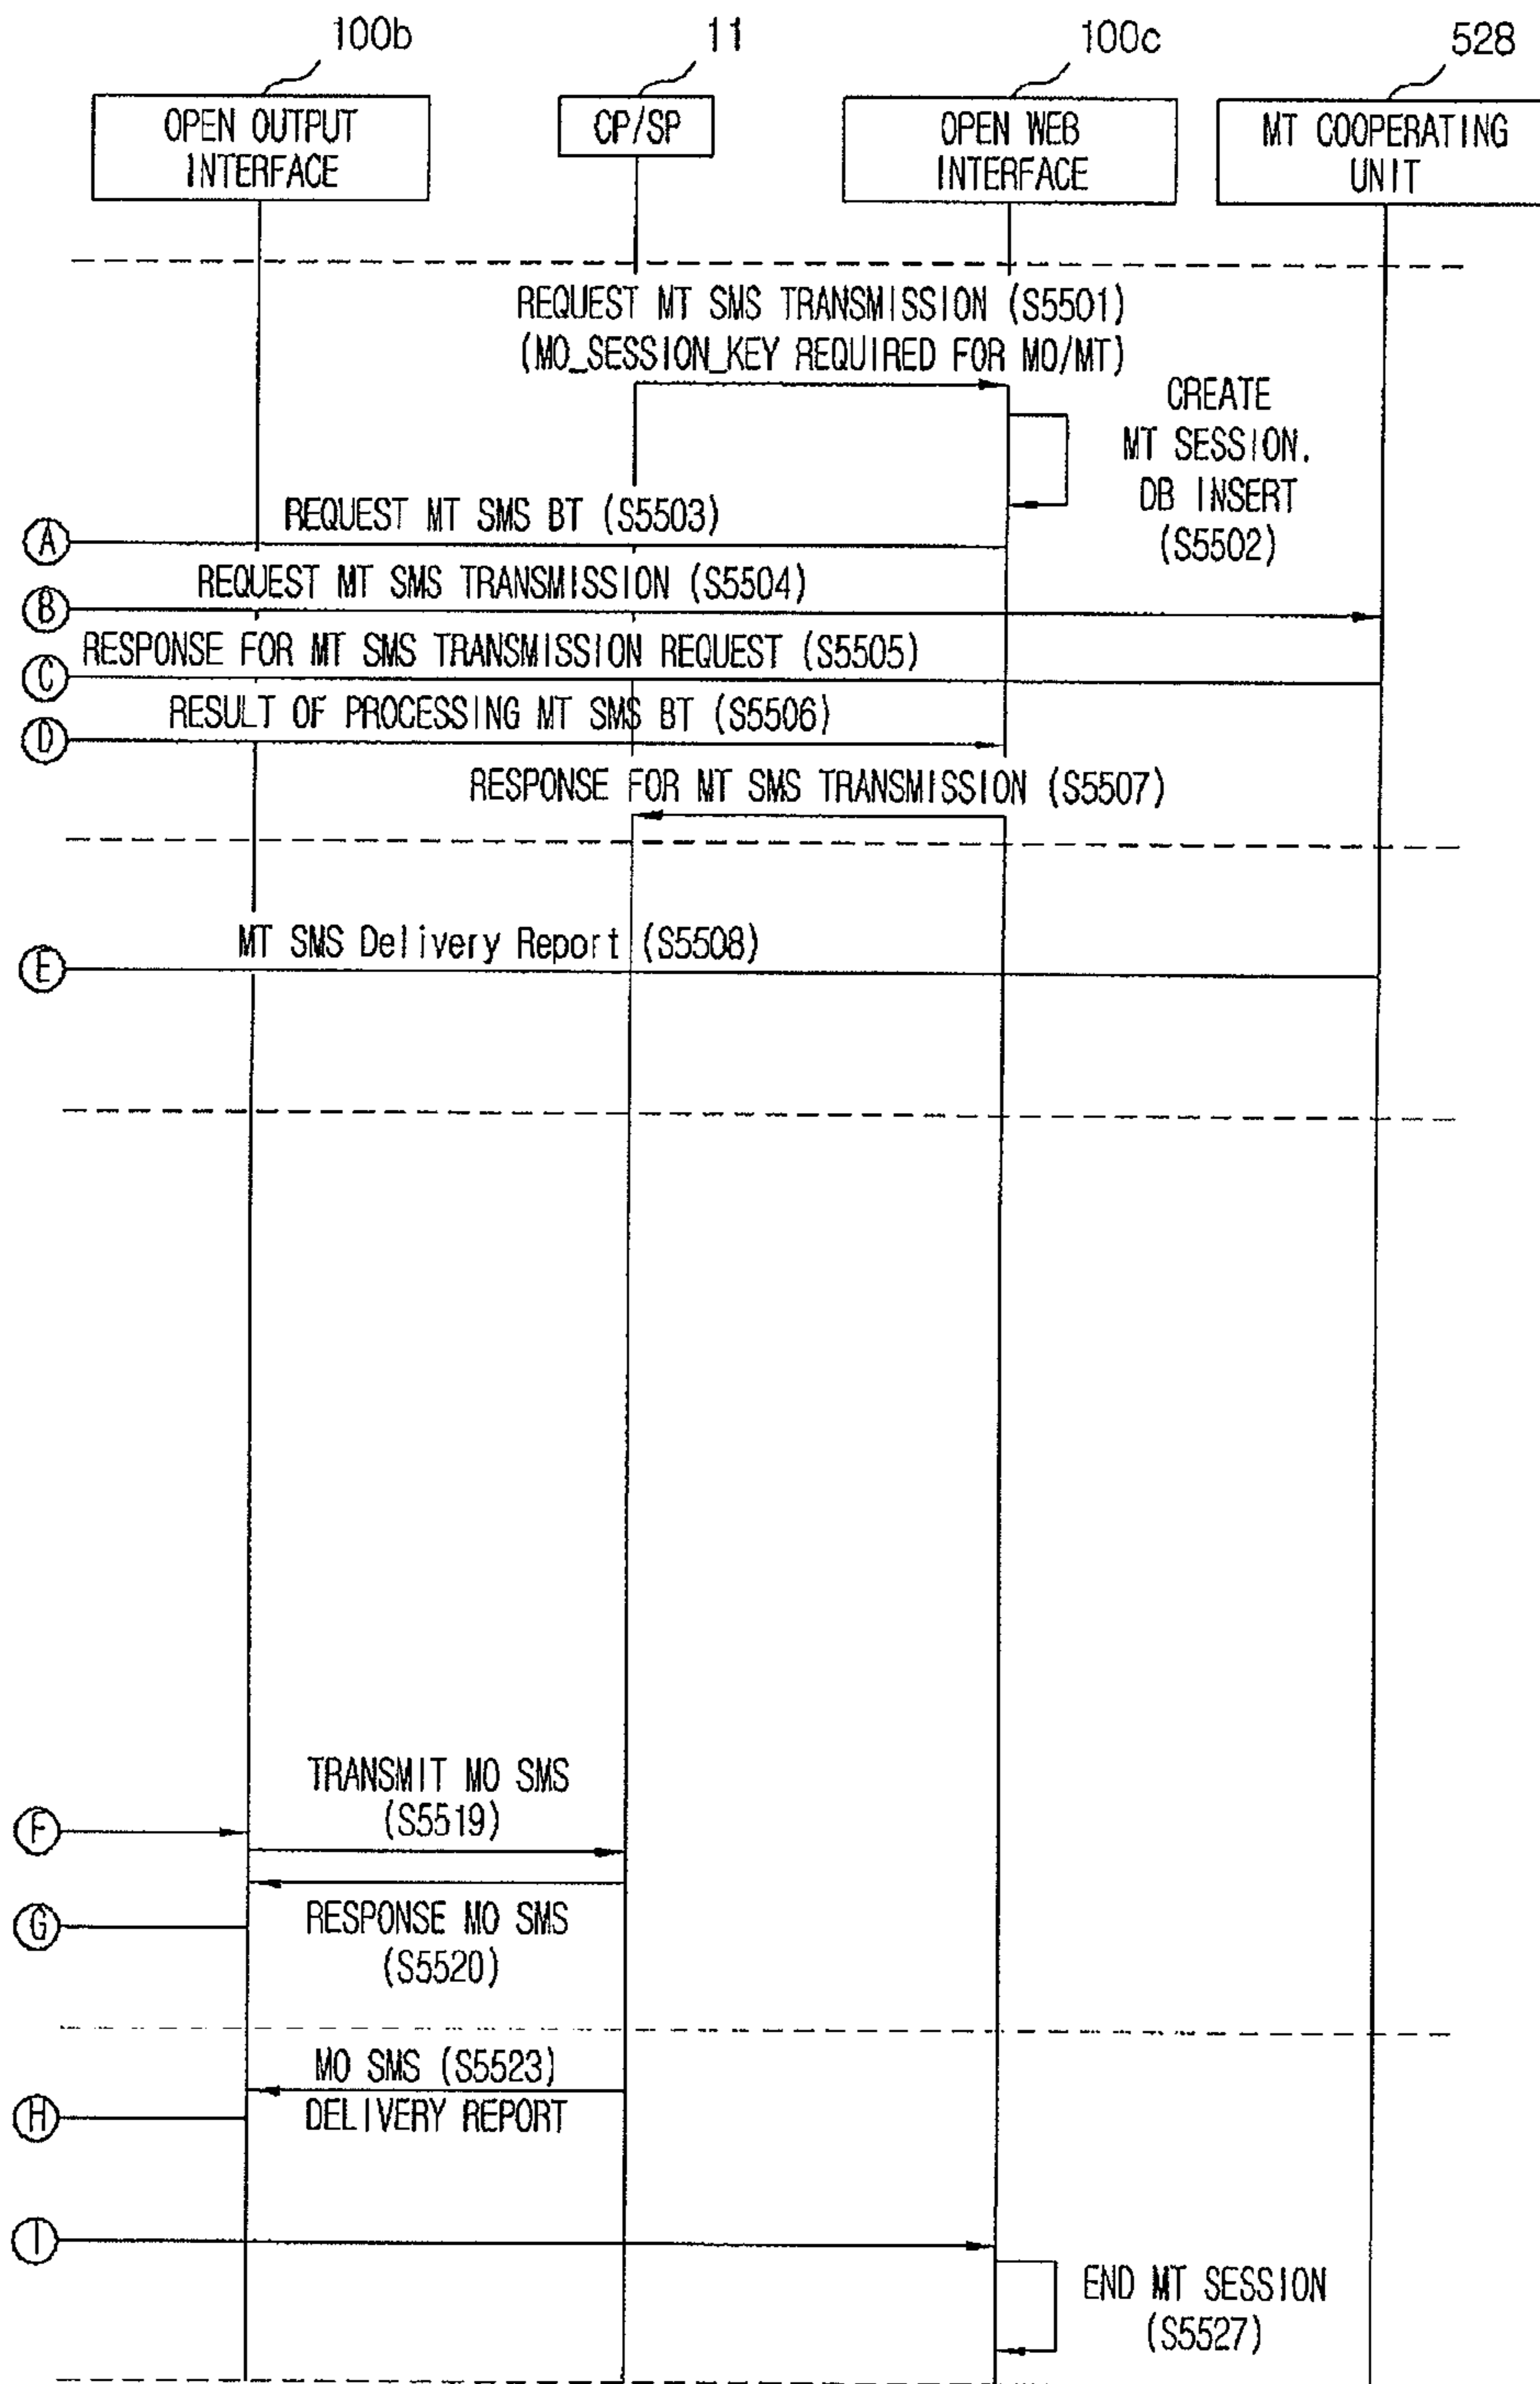 100b
11
100c
528
OPEN OUTPUT
INTERFACE
CP/SP
OPEN WEB
INTERFACE
MT COOPERATING
UNIT
REQUEST MT SMS TRANSMISSION (S5501)
(MO_SESSION_KEY REQUIRED FOR MO/MT)
CREATE
MT SESSION.
DB INSERT
(S5502)
REQUEST MT SMS BT (S5503)
A
REQUEST MT SMS TRANSMISSION (S5504)
B
RESPONSE FOR MT SMS TRANSMISSION REQUEST (S5505)
C
RESULT OF PROCESSING MT SMS BT (S5506)
D
RESPONSE FOR MT SMS TRANSMISSION (S5507)
MT SMS Delivery Report (S5508)
E
TRANSMIT MO SMS
(S5519)
F
G
RESPONSE MO SMS
(S5520)
MO SMS (S5523)
H
DELIVERY REPORT
I
END MT SESSION
(S5527)